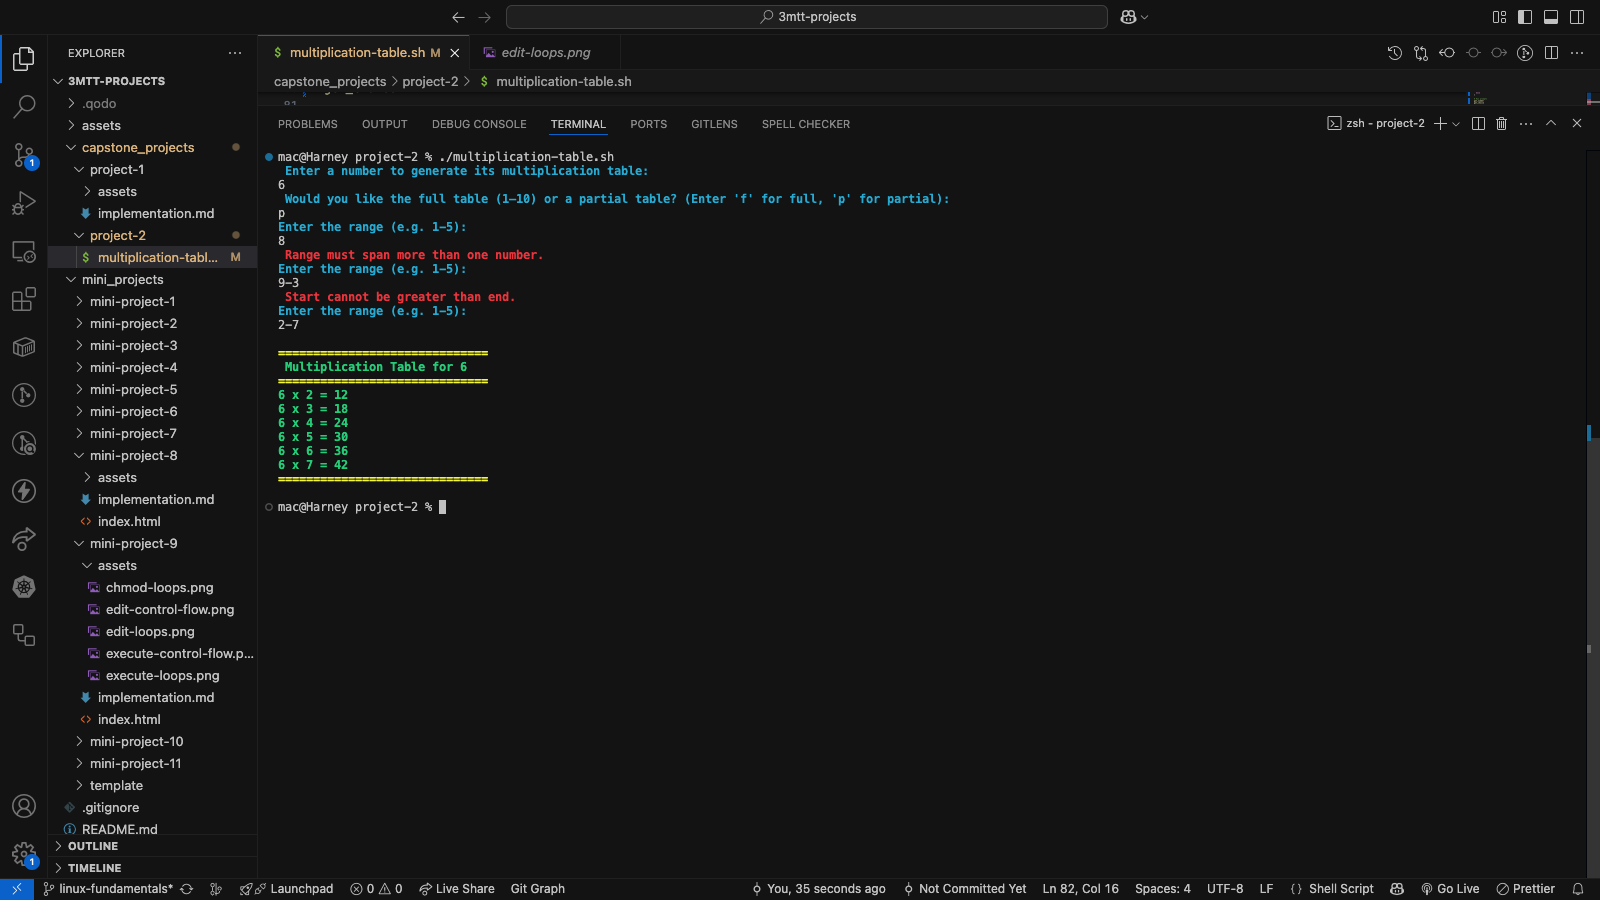 3mtt-projects
EXPLORER
3MTT-PROJECTS
.qodo
assets
capstone_projects
project-1
assets
implementation.md
project-2
$ multiplication-tabl... M
mini_projects
mini-project-1
mini-project-2
mini-project-3
mini-project-4
mini-project-5
mini-project-6
mini-project-7
mini-project-8
assets
implementation.md
<> index.html
mini-project-9
assets
chmod-loops.png
edit-control-flow.png
edit-loops.png
execute-control-flow.p...
execute-loops.png
implementation.md
<> index.html
mini-project-10
mini-project-11
template
.gitignore
README.md
OUTLINE
TIMELINE
1
1
$ multiplication-table.sh M
edit-loops.png
capstone_projects > project-2 > $ multiplication-table.sh
81
PROBLEMS OUTPUT DEBUG CONSOLE TERMINAL PORTS GITLENS SPELL CHECKER
zsh - project-2
mac@Harney project-2 % ./multiplication-table.sh
Enter a number to generate its multiplication table:
6
Would you like the full table (1–10) or a partial table? (Enter 'f' for full, 'p' for partial):
p
Enter the range (e.g. 1-5):
8
Range must span more than one number.
Enter the range (e.g. 1-5):
9-3
Start cannot be greater than end.
Enter the range (e.g. 1-5):
2-7
==============================
Multiplication Table for 6
==============================
6 x 2 = 12
6 x 3 = 18
6 x 4 = 24
6 x 5 = 30
6 x 6 = 36
6 x 7 = 42
==============================
mac@Harney project-2 %
linux-fundamentals* Launchpad 0 0 Live Share Git Graph You, 35 seconds ago Not Committed Yet Ln 82, Col 16 Spaces: 4 UTF-8 LF {} Shell Script Go Live Prettier